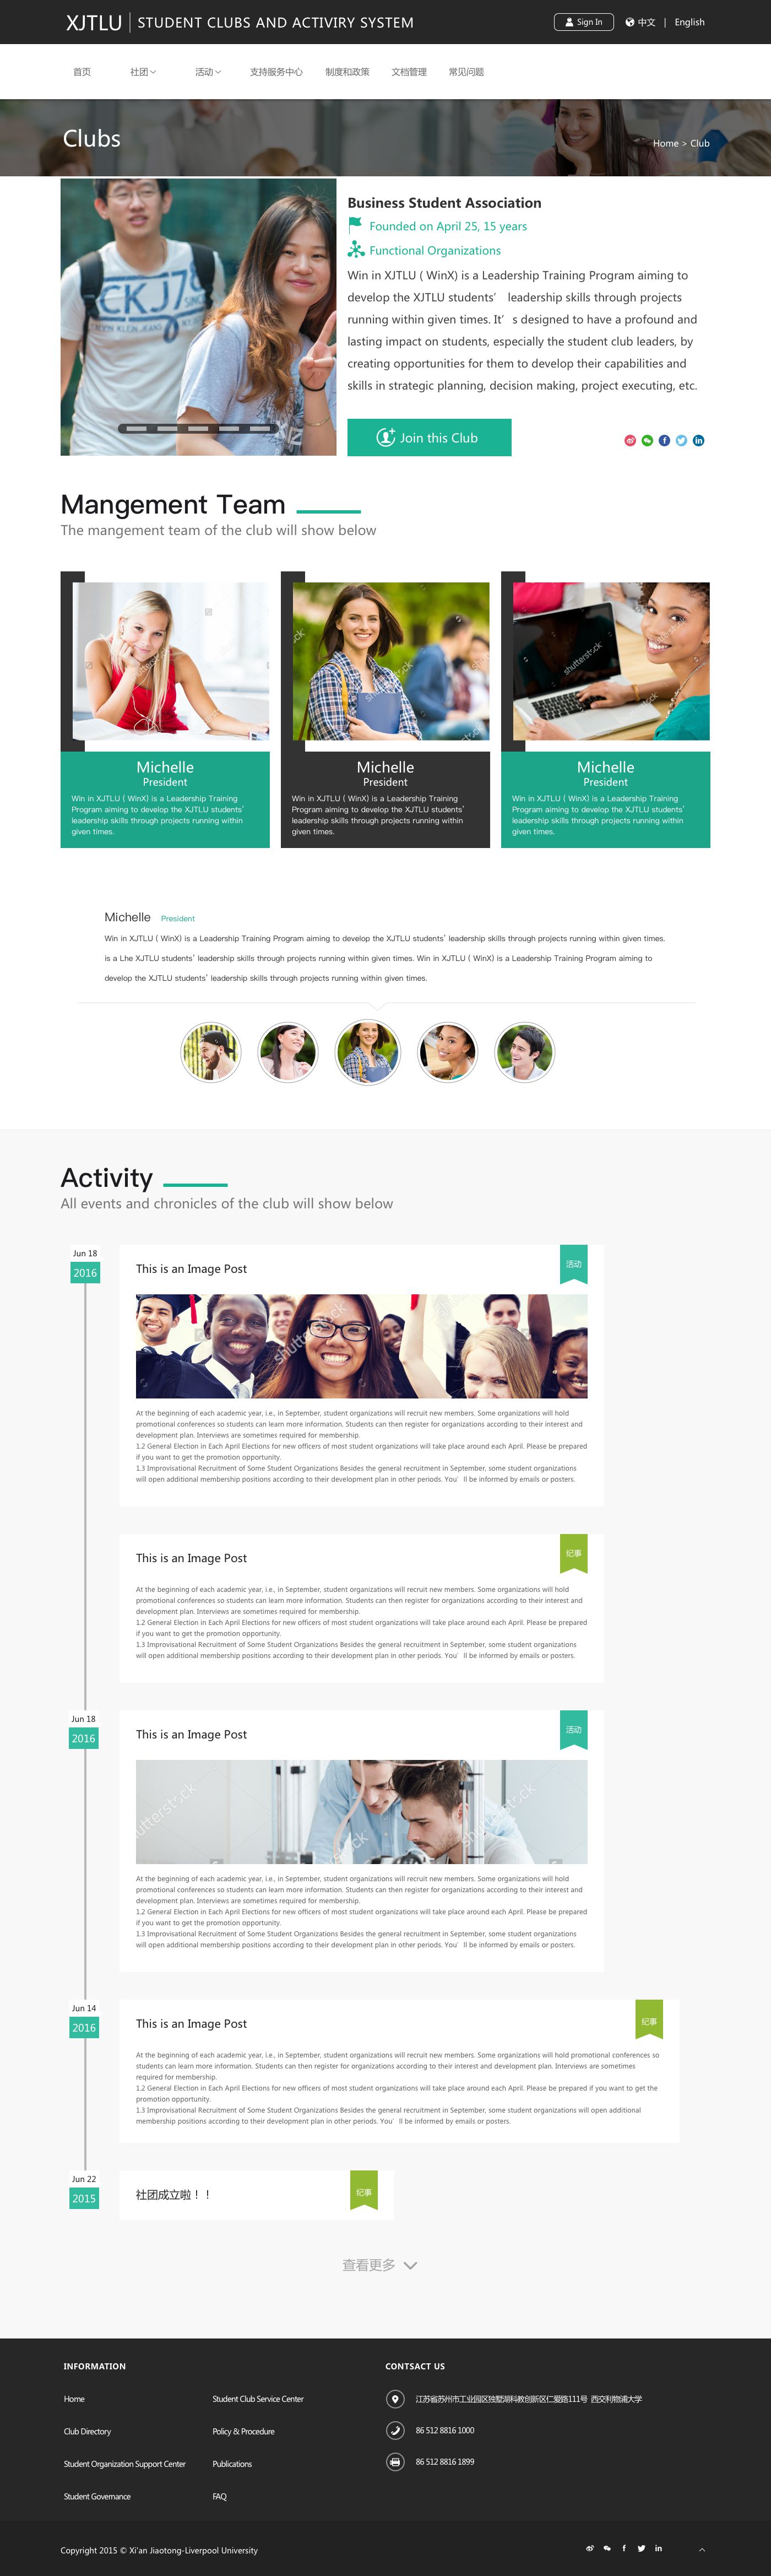 XJTLU | STUDENT CLUBS AND ACTIVIRY SYSTEM
Sign In
中文 | English
首页 社团 活动 支持服务中心 制度和政策 文档管理 常见问题
Clubs
Home > Club
Business Student Association
Founded on April 25, 15 years
Functional Organizations
Win in XJTLU ( WinX) is a Leadership Training Program aiming to
develop the XJTLU students’ leadership skills through projects
running within given times. It’s designed to have a profound and
lasting impact on students, especially the student club leaders, by
creating opportunities for them to develop their capabilities and
skills in strategic planning, decision making, project executing, etc.
Join this Club
Mangement Team
The mangement team of the club will show below
shutterstock
shutterstock
shutterstock
Michelle
President
Win in XJTLU ( WinX) is a Leadership Training
Program aiming to develop the XJTLU students’
leadership skills through projects running within
given times.
Michelle
President
Win in XJTLU ( WinX) is a Leadership Training
Program aiming to develop the XJTLU students’
leadership skills through projects running within
given times.
Michelle
President
Win in XJTLU ( WinX) is a Leadership Training
Program aiming to develop the XJTLU students’
leadership skills through projects running within
given times.
Michelle President
Win in XJTLU ( WinX) is a Leadership Training Program aiming to develop the XJTLU students’ leadership skills through projects running within given times.
is a Lhe XJTLU students’ leadership skills through projects running within given times. Win in XJTLU ( WinX) is a Leadership Training Program aiming to
develop the XJTLU students’ leadership skills through projects running within given times.
Activity
All events and chronicles of the club will show below
Jun 18
2016
This is an Image Post
活动
shutterstock
At the beginning of each academic year, i.e., in September, student organizations will recruit new members. Some organizations will hold
promotional conferences so students can learn more information. Students can then register for organizations according to their interest and
development plan. Interviews are sometimes required for membership.
1.2 General Election in Each April Elections for new officers of most student organizations will take place around each April. Please be prepared
if you want to get the promotion opportunity.
1.3 Improvisational Recruitment of Some Student Organizations Besides the general recruitment in September, some student organizations
will open additional membership positions according to their development plan in other periods. You’ll be informed by emails or posters.
This is an Image Post
纪事
At the beginning of each academic year, i.e., in September, student organizations will recruit new members. Some organizations will hold
promotional conferences so students can learn more information. Students can then register for organizations according to their interest and
development plan. Interviews are sometimes required for membership.
1.2 General Election in Each April Elections for new officers of most student organizations will take place around each April. Please be prepared
if you want to get the promotion opportunity.
1.3 Improvisational Recruitment of Some Student Organizations Besides the general recruitment in September, some student organizations
will open additional membership positions according to their development plan in other periods. You’ll be informed by emails or posters.
Jun 18
2016
This is an Image Post
活动
shutterstock
At the beginning of each academic year, i.e., in September, student organizations will recruit new members. Some organizations will hold
promotional conferences so students can learn more information. Students can then register for organizations according to their interest and
development plan. Interviews are sometimes required for membership.
1.2 General Election in Each April Elections for new officers of most student organizations will take place around each April. Please be prepared
if you want to get the promotion opportunity.
1.3 Improvisational Recruitment of Some Student Organizations Besides the general recruitment in September, some student organizations
will open additional membership positions according to their development plan in other periods. You’ll be informed by emails or posters.
Jun 14
2016
This is an Image Post
纪事
At the beginning of each academic year, i.e., in September, student organizations will recruit new members. Some organizations will hold promotional conferences so
students can learn more information. Students can then register for organizations according to their interest and development plan. Interviews are sometimes
required for membership.
1.2 General Election in Each April Elections for new officers of most student organizations will take place around each April. Please be prepared if you want to get the
promotion opportunity.
1.3 Improvisational Recruitment of Some Student Organizations Besides the general recruitment in September, some student organizations will open additional
membership positions according to their development plan in other periods. You’ll be informed by emails or posters.
Jun 22
2015
社团成立啦！！
纪事
查看更多
INFORMATION
Home
Student Club Service Center
Club Directory
Policy & Procedure
Student Organization Support Center
Publications
Student Governance
FAQ
CONTSACT US
江苏省苏州市工业园区独墅湖科教创新区仁爱路111号 西交利物浦大学
86 512 8816 1000
86 512 8816 1899
Copyright 2015 © Xi'an Jiaotong-Liverpool University